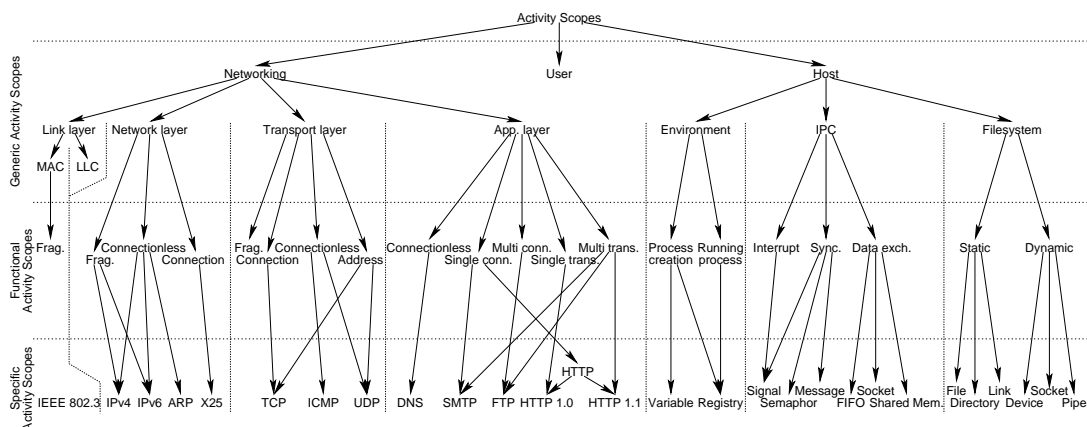 Activity Scopes
Generic Activity Scopes
Networking
User
Host
Link layer
Network layer
Transport layer
App. layer
Environment
IPC
Filesystem
MAC
LLC
Functional
Activity Scopes
Frag.
Frag.
Connectionless
Connection
Frag.
Connection
Connectionless
Address
Connectionless
Single conn.
Multi conn.
Single trans.
Multi trans.
Process
creation
Running
process
Interrupt
Sync.
Data exch.
Static
Dynamic
Specific
Activity Scopes
HTTP
IEEE 802.3
IPv4
IPv6
ARP
X25
TCP
ICMP
UDP
DNS
SMTP
FTP
HTTP 1.0
HTTP 1.1
Variable
Registry
Signal
Semaphor
Message
FIFO
Socket
Shared Mem.
File
Directory
Link
Device
Socket
Pipe